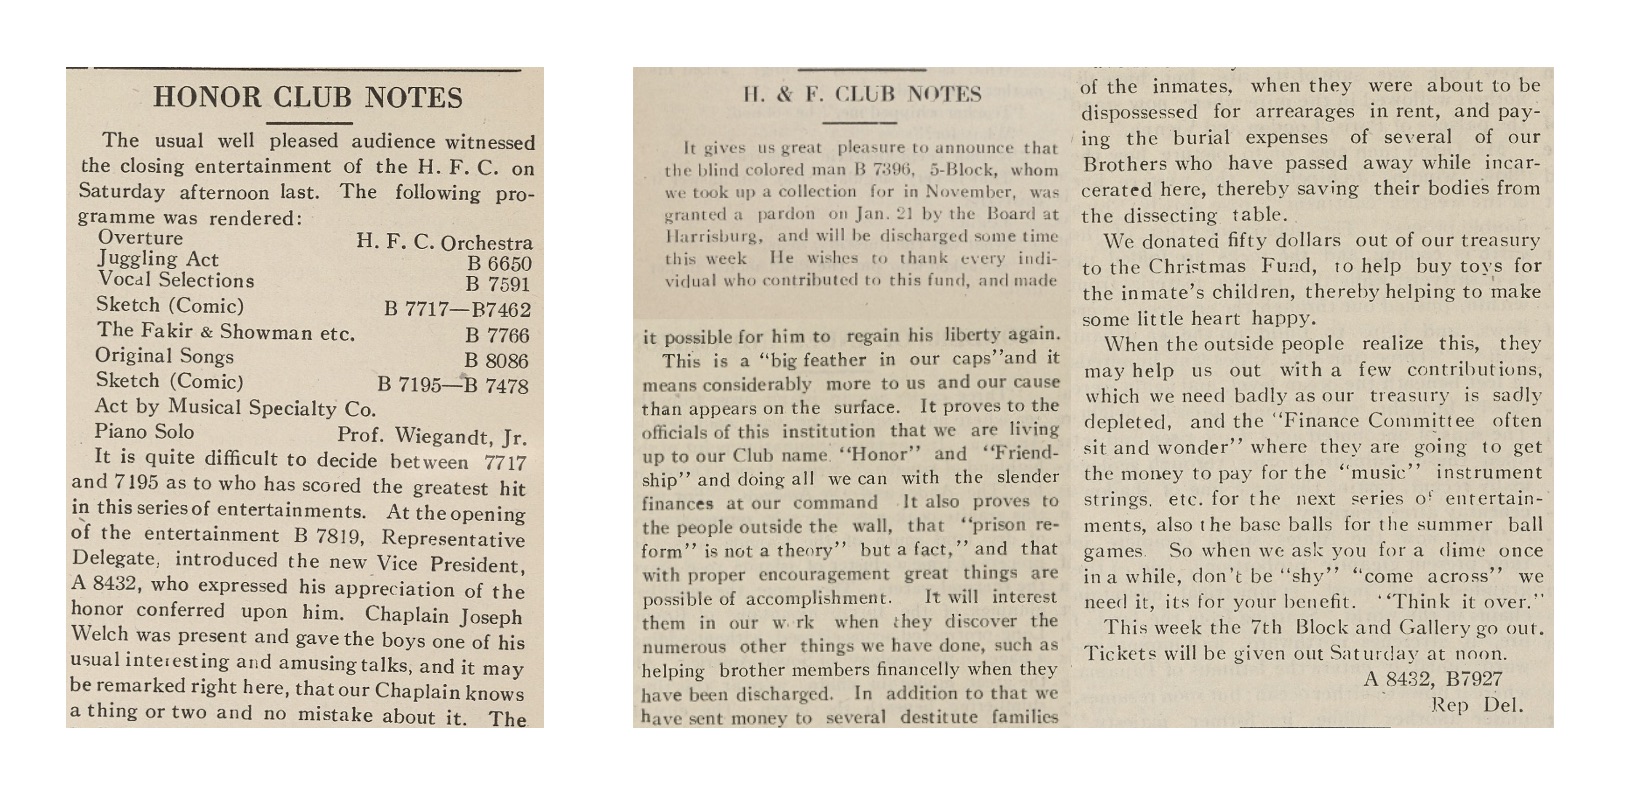 HONOR CLUB NOTES
The usual well pleased audience witnessed
the closing entertainment of the H. F. C. on
Saturday afternoon last. The following pro-
gramme was rendered:
Overture H. F. C. Orchestra
Juggling Act B 6650
Vocal Selections B 7591
Sketch (Comic) B 7717—B7462
The Fakir & Showman etc. B 7766
Original Songs B 8086
Sketch (Comic) B 7195—B 7478
Act by Musical Specialty Co.
Piano Solo Prof. Wiegandt, Jr.
It is quite difficult to decide between 7717
and 7195 as to who has scored the greatest hit
in this series of entertainments. At the opening
of the entertainment B 7819, Representative
Delegate, introduced the new Vice President,
A 8432, who expressed his appreciation of the
honor conferred upon him. Chaplain Joseph
Welch was present and gave the boys one of his
usual interesting and amusing talks, and it may
be remarked right here, that our Chaplain knows
a thing or two and no mistake about it. The
H. & F. CLUB NOTES
It gives us great pleasure to announce that
the blind colored man B 7396, 5-Block, whom
we took up a collection for in November, was
granted a pardon on Jan. 21 by the Board at
Harrisburg, and will be discharged some time
this week He wishes to thank every indi-
vidual who contributed to this fund, and made
it possible for him to regain his liberty again.
This is a "big feather in our caps"and it
means considerably more to us and our cause
than appears on the surface. It proves to the
officials of this institution that we are living
up to our Club name "Honor" and "Friend-
ship" and doing all we can with the slender
finances at our command It also proves to
the people outside the wall, that "prison re-
form" is not a theory" but a fact," and that
with proper encouragement great things are
possible of accomplishment. It will interest
them in our w rk when they discover the
numerous other things we have done, such as
helping brother members financelly when they
have been discharged. In addition to that we
have sent money to several destitute families
of the inmates, when they were about to be
dispossessed for arrearages in rent, and pay-
ing the burial expenses of several of our
Brothers who have passed away while incar-
cerated here, thereby saving their bodies from
the dissecting table.
We donated fifty dollars out of our treasury
to the Christmas Fund, to help buy toys for
the inmate's children, thereby helping to make
some little heart happy.
When the outside people realize this, they
may help us out with a few contributions,
which we need badly as our treasury is sadly
depleted, and the "Finance Committee often
sit and wonder" where they are going to get
the money to pay for the "music" instrument
strings, etc. for the next series of entertain-
ments, also the base balls for the summer ball
games. So when we ask you for a dime once
in a while, don't be "shy" "come across" we
need it, its for your benefit. "Think it over."
This week the 7th Block and Gallery go out.
Tickets will be given out Saturday at noon.
A 8432, B7927
Rep Del.